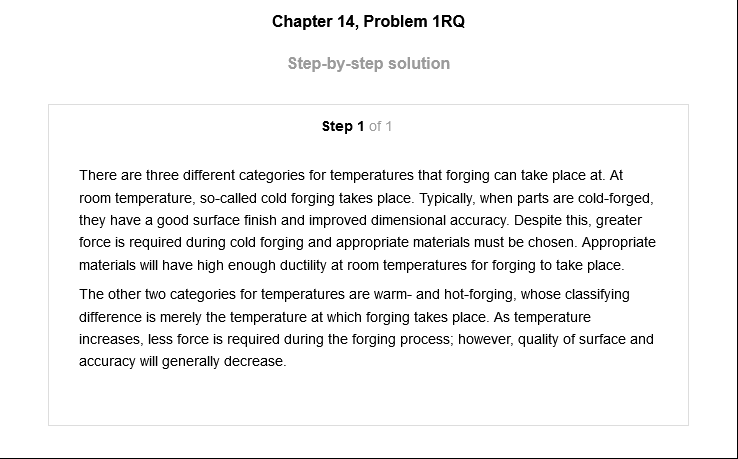 Chapter 14, Problem 1RQ
Step-by-step solution
Step 1 of 1
There are three different categories for temperatures that forging can take place at. At
room temperature, so-called cold forging takes place. Typically, when parts are cold-forged,
they have a good surface finish and improved dimensional accuracy. Despite this, greater
force is required during cold forging and appropriate materials must be chosen. Appropriate
materials will have high enough ductility at room temperatures for forging to take place.
The other two categories for temperatures are warm- and hot-forging, whose classifying
difference is merely the temperature at which forging takes place. As temperature
increases, less force is required during the forging process; however, quality of surface and
accuracy will generally decrease.